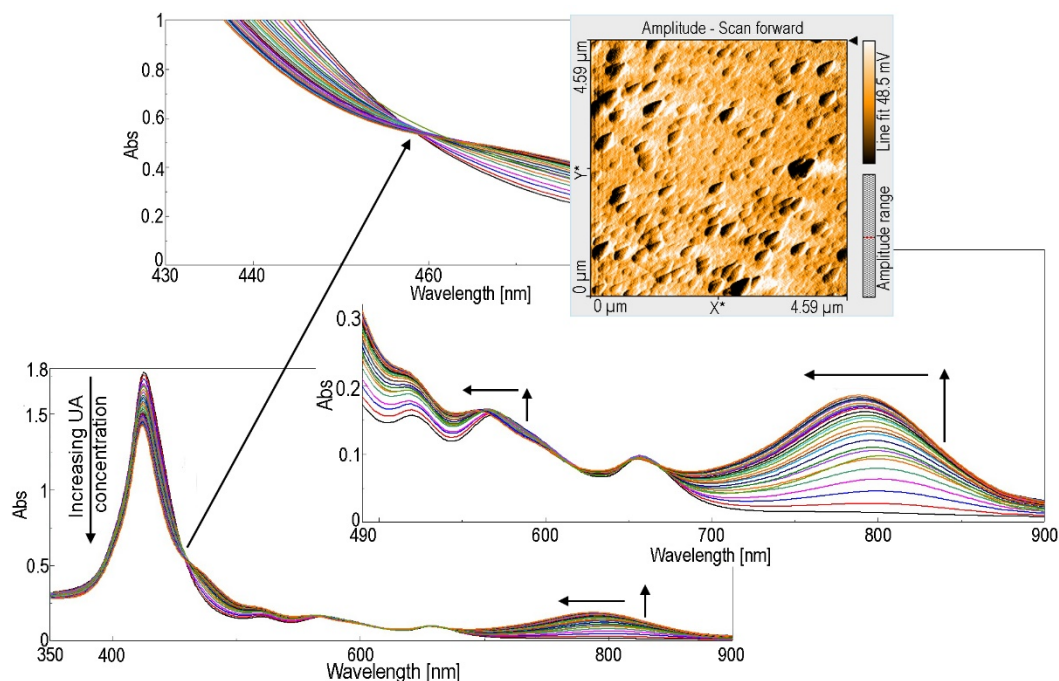 1
0.8
0.6
0.4
0.2
0
Abs
430
440
460
Wavelength [nm]
Amplitude - Scan forward
4.59 µm
Y*
0 µm
0 µm
X*
4.59 µm
Line fit 48.5 mV
Amplitude range
0.3
0.2
0.1
0
Abs
490
600
700
800
900
Wavelength [nm]
1.8
1.5
1
0.5
0
Abs
Increasing UA
concentration
350
400
600
800
900
Wavelength [nm]